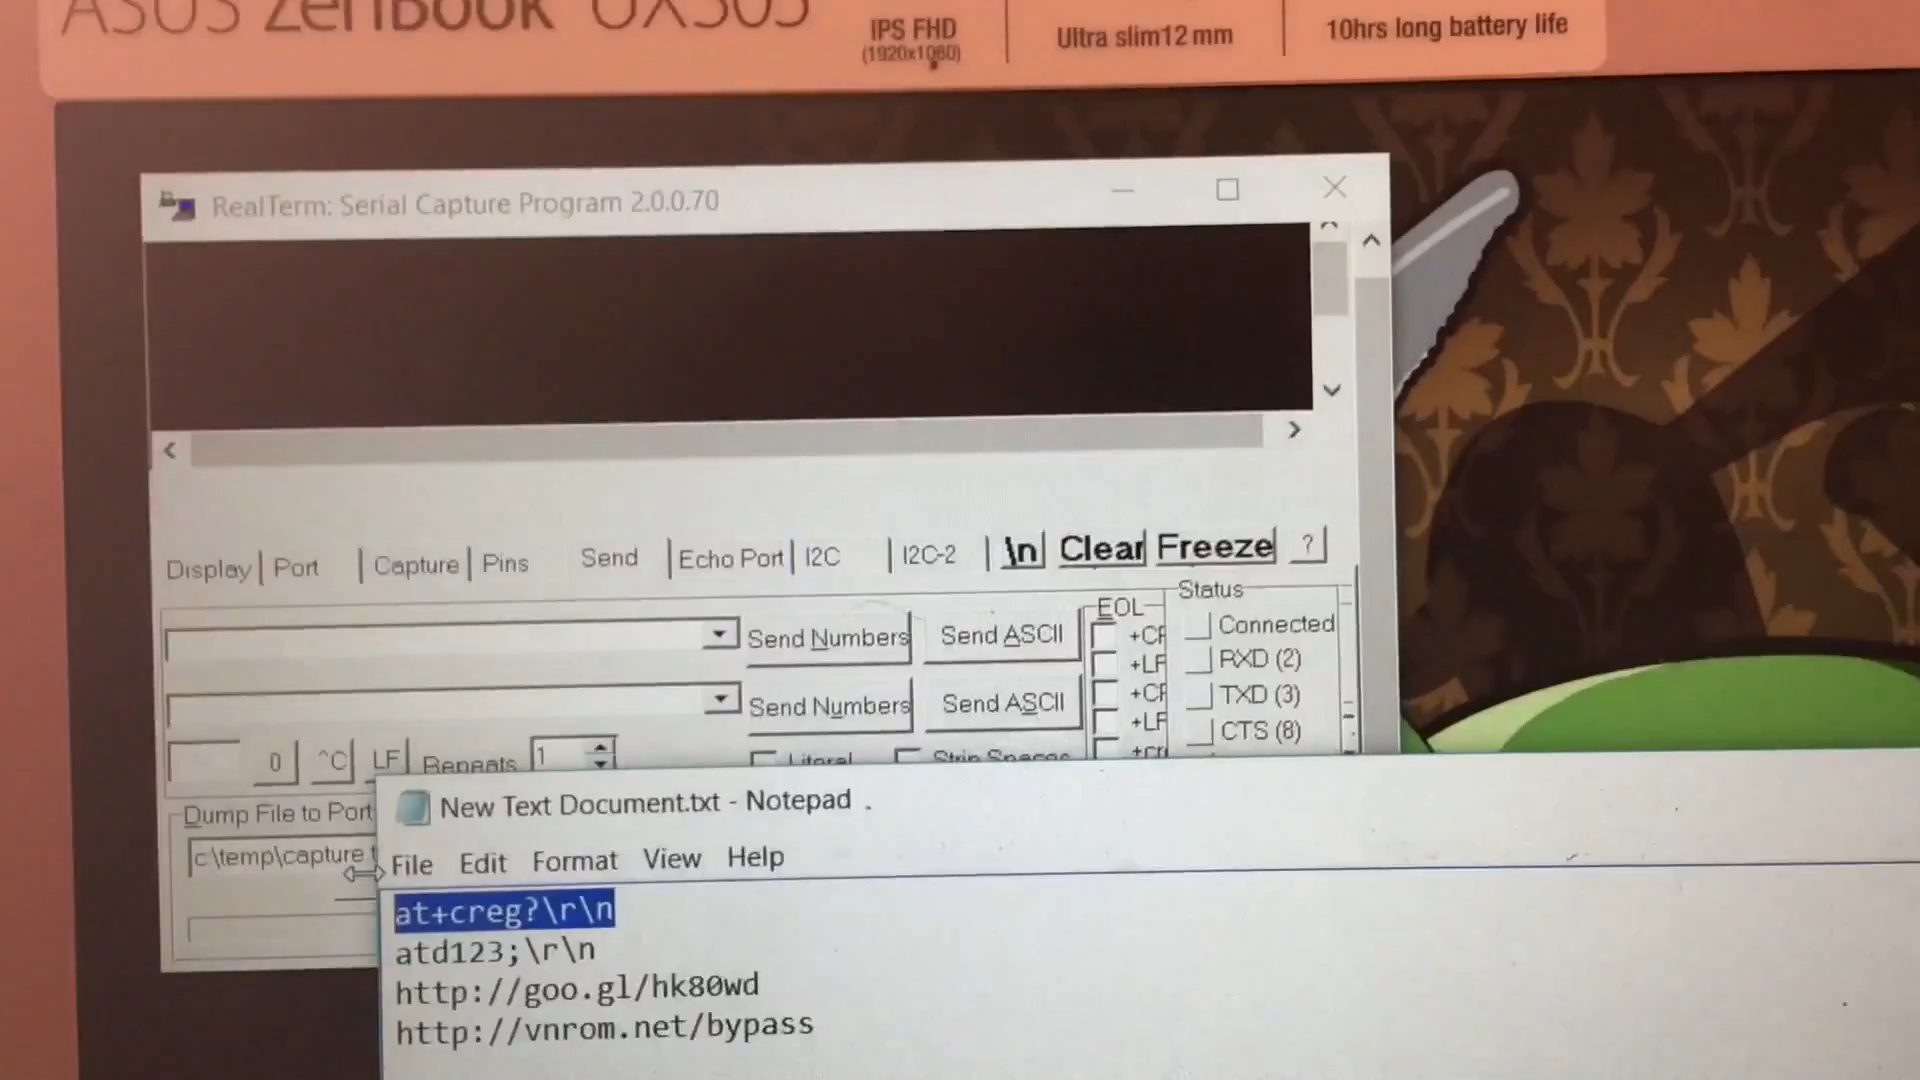 ASUS ZenBook UX305
IPS FHD
(1920x1080)
Ultra slim12 mm
10hrs long battery life
RealTerm: Serial Capture Program 2.0.0.70
Display Port Capture Pins Send Echo Port I2C I2C-2 \n Clear Freeze ?
Send Numbers Send ASCII EOL Status
+CR Connected
+LF RXD (2)
Send Numbers Send ASCII +CR TXD (3)
+LF CTS (8)
0 ^C LF Repeats 1 Literal Strip Spaces +crc
Dump File to Port
c:\temp\capture.t
New Text Document.txt - Notepad
File Edit Format View Help
at+creg?\r\n
atd123;\r\n
http://goo.gl/hk80wd
http://vnrom.net/bypass